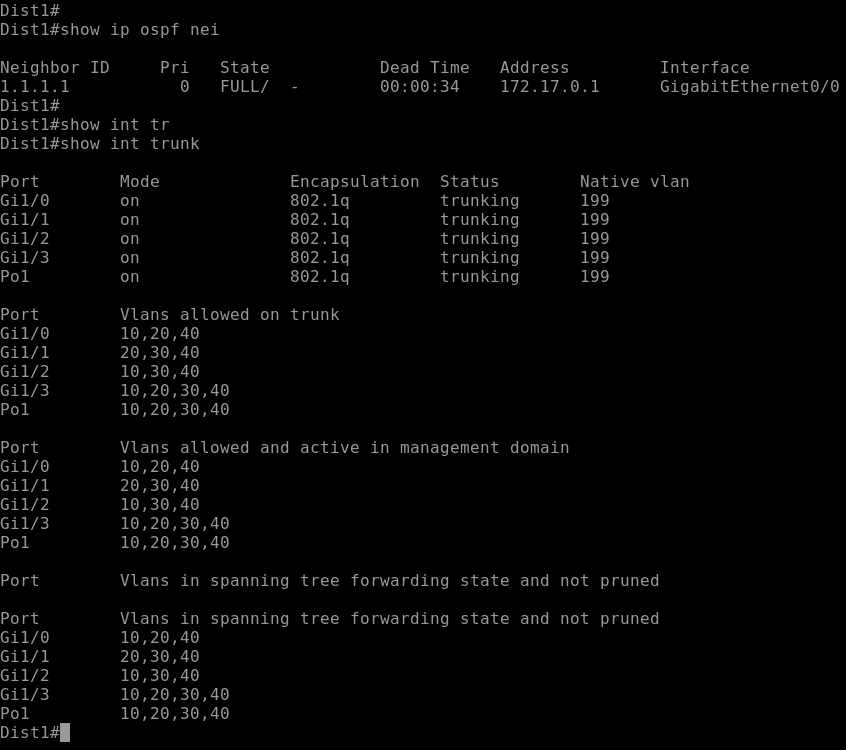 Dist1#
Dist1#show ip ospf nei
Neighbor ID     Pri   State           Dead Time   Address         Interface
1.1.1.1           0   FULL/  -        00:00:34    172.17.0.1      GigabitEthernet0/0
Dist1#
Dist1#show int tr
Dist1#show int trunk
Port        Mode             Encapsulation  Status        Native vlan
Gi1/0       on               802.1q         trunking      199
Gi1/1       on               802.1q         trunking      199
Gi1/2       on               802.1q         trunking      199
Gi1/3       on               802.1q         trunking      199
Po1         on               802.1q         trunking      199
Port        Vlans allowed on trunk
Gi1/0       10,20,40
Gi1/1       20,30,40
Gi1/2       10,30,40
Gi1/3       10,20,30,40
Po1         10,20,30,40
Port        Vlans allowed and active in management domain
Gi1/0       10,20,40
Gi1/1       20,30,40
Gi1/2       10,30,40
Gi1/3       10,20,30,40
Po1         10,20,30,40
Port        Vlans in spanning tree forwarding state and not pruned
Port        Vlans in spanning tree forwarding state and not pruned
Gi1/0       10,20,40
Gi1/1       20,30,40
Gi1/2       10,30,40
Gi1/3       10,20,30,40
Po1         10,20,30,40
Dist1#